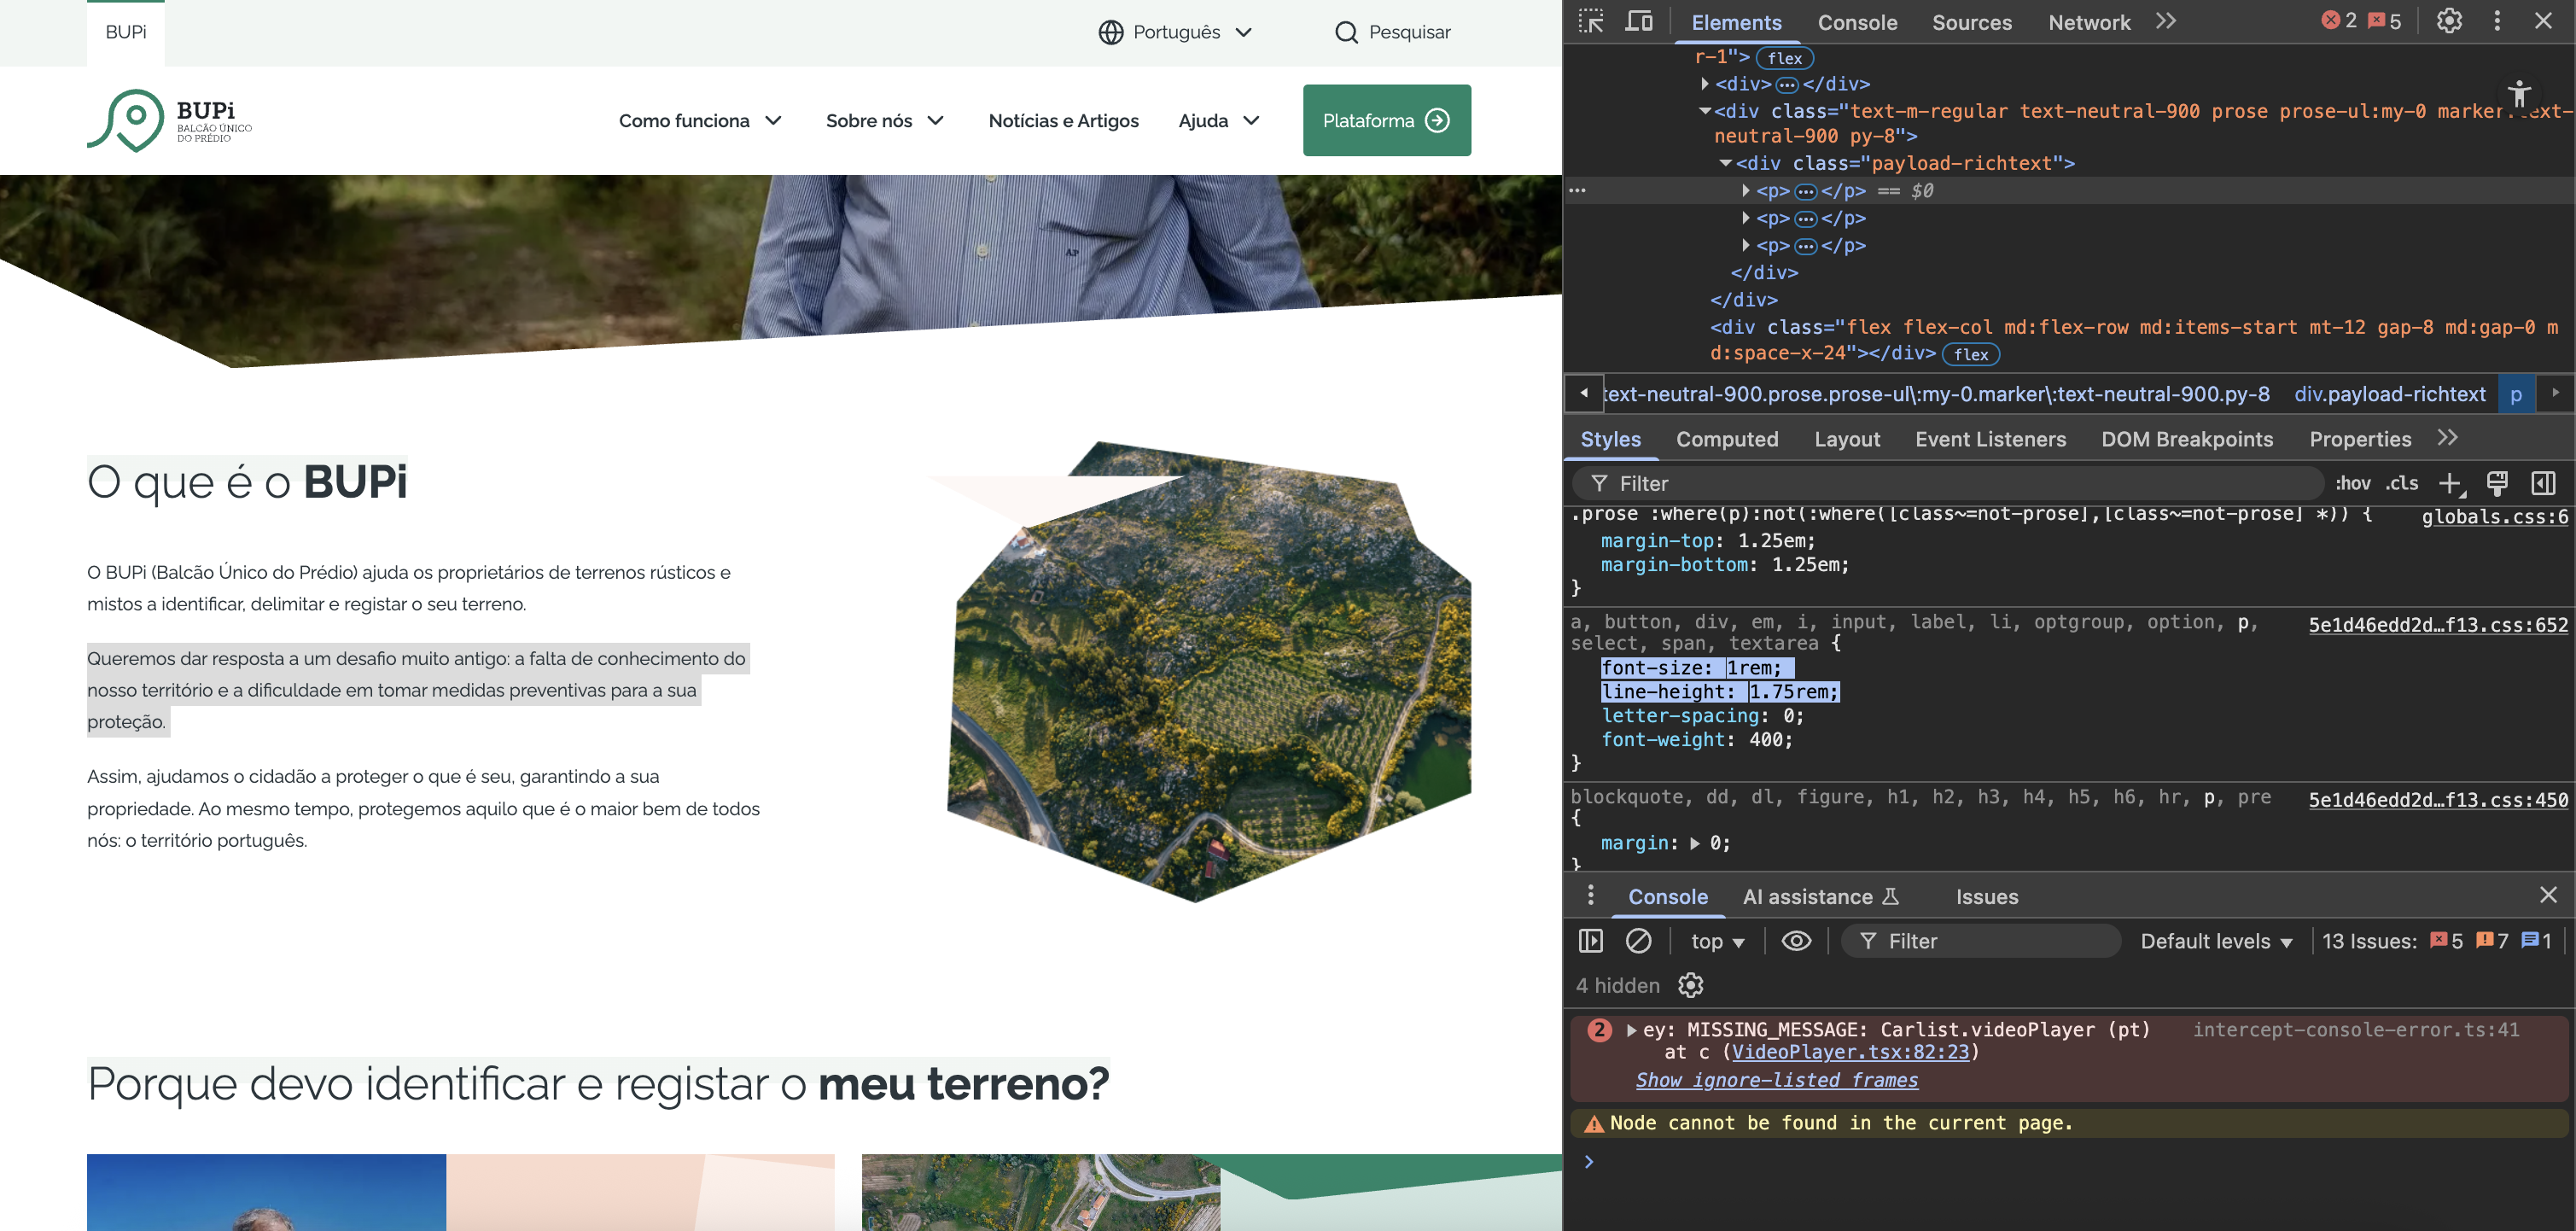 BUPi
Português
Pesquisar
BUPi
BALCÃO ÚNICO
DO PRÉDIO
Como funciona
Sobre nós
Notícias e Artigos
Ajuda
Plataforma
AP
O que é o BUPi
O BUPi (Balcão Único do Prédio) ajuda os proprietários de terrenos rústicos e
mistos a identificar, delimitar e registar o seu terreno.
Queremos dar resposta a um desafio muito antigo: a falta de conhecimento do
nosso território e a dificuldade em tomar medidas preventivas para a sua
proteção.
Assim, ajudamos o cidadão a proteger o que é seu, garantindo a sua
propriedade. Ao mesmo tempo, protegemos aquilo que é o maior bem de todos
nós: o território português.
Porque devo identificar e registar o meu terreno?
Elements Console Sources Network 2 5
r-1"> flex
<div> … </div>
<div class="text-m-regular text-neutral-900 prose prose-ul:my-0 marker:text-
neutral-900 py-8">
<div class="payload-richtext">
… <p> … </p> == $0
<p> … </p>
<p> … </p>
</div>
</div>
<div class="flex flex-col md:flex-row md:items-start mt-12 gap-8 md:gap-0 m
d:space-x-24"></div> flex
text-neutral-900.prose.prose-ul\:my-0.marker\:text-neutral-900.py-8 div.payload-richtext p
Styles Computed Layout Event Listeners DOM Breakpoints Properties
Filter :hov .cls
.prose :where(p):not(:where([class~=not-prose],[class~=not-prose] *)) { globals.css:6
margin-top: 1.25em;
margin-bottom: 1.25em;
}
a, button, div, em, i, input, label, li, optgroup, option, p, 5e1d46edd2d…f13.css:652
select, span, textarea {
font-size: 1rem;
line-height: 1.75rem;
letter-spacing: 0;
font-weight: 400;
}
blockquote, dd, dl, figure, h1, h2, h3, h4, h5, h6, hr, p, pre 5e1d46edd2d…f13.css:450
{
margin: 0;
}
Console AI assistance Issues
top Filter Default levels 13 Issues: 5 7 1
4 hidden
2 ey: MISSING_MESSAGE: Carlist.videoPlayer (pt) intercept-console-error.ts:41
at c (VideoPlayer.tsx:82:23)
Show ignore-listed frames
Node cannot be found in the current page.